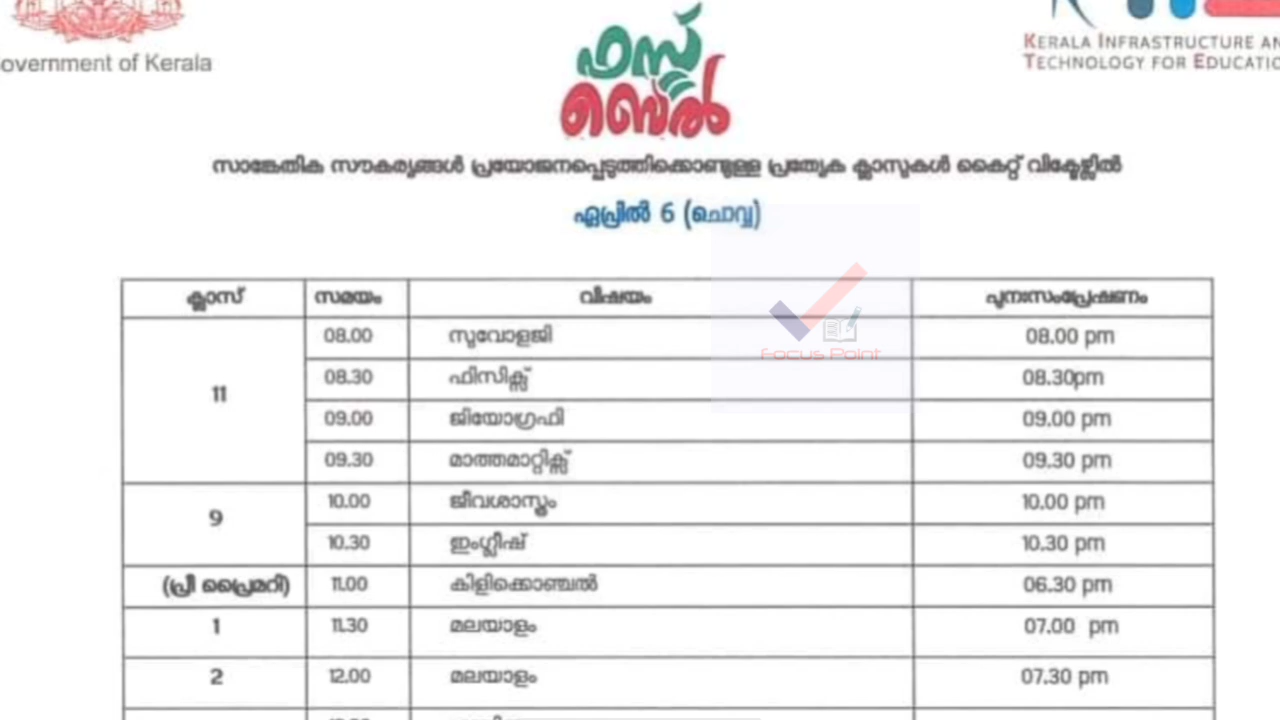 overnment of Kerala
ഫസ്റ്റ്
ബെൽ
KERALA INFRASTRUCTURE AN
TECHNOLOGY FOR EDUCATIO
സാങ്കേതിക സൗകര്യങ്ങൾ പ്രയോജനപ്പെടുത്തിക്കൊണ്ടുള്ള പ്രത്യേക ക്ലാസുകൾ കൈറ്റ് വിക്ടേഴ്സിൽ
ഏപ്രിൽ 6 (ചൊവ്വ)
ക്ലാസ് സമയം വിഷയം പുനഃസംപ്രേഷണം
08.00 സുവോളജി 08.00 pm
Focus Point
11 08.30 ഫിസിക്സ് 08.30pm
09.00 ജിയോഗ്രഫി 09.00 pm
09.30 മാത്തമാറ്റിക്സ് 09.30 pm
9 10.00 ജീവശാസ്ത്രം 10.00 pm
10.30 ഇംഗ്ലീഷ് 10.30 pm
(പ്രീ പ്രൈമറി) 11.00 കിളിക്കൊഞ്ചൽ 06.30 pm
1 11.30 മലയാളം 07.00 pm
2 12.00 മലയാളം 07.30 pm